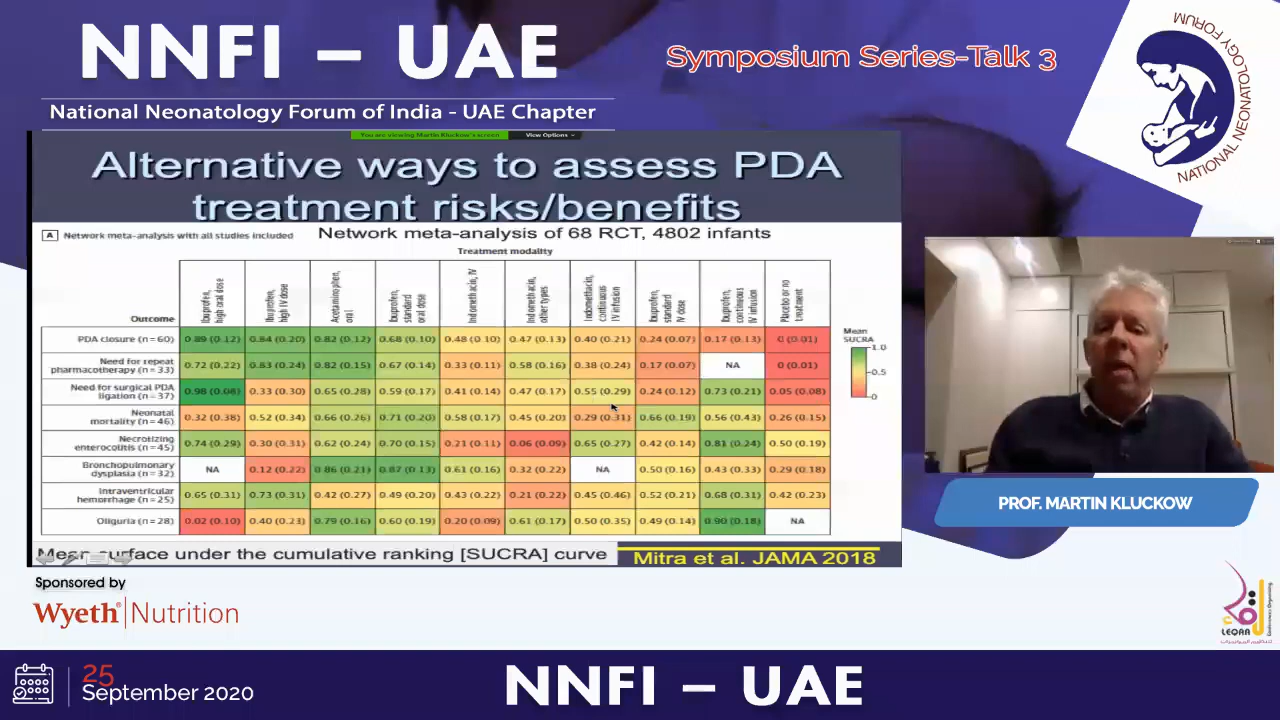 NNFI – UAE
National Neonatology Forum of India - UAE Chapter
Symposium Series-Talk 3
NATIONAL NEONATOLOGY FORUM
You are viewing Martin Kluckow's screen View Options
Alternative ways to assess PDA
treatment risks/benefits
A Network meta-analysis with all studies included Network meta-analysis of 68 RCT, 4802 infants
Treatment modality
Outcome
Ibuprofen, high oral dose
Ibuprofen, high IV dose
Acetaminophen, oral
Ibuprofen, standard oral dose
Indomethacin, IV
Indomethacin, other types
Indomethacin, continuous IV infusion
Ibuprofen, standard IV dose
Ibuprofen, continuous IV infusion
Placebo or no treatment
PDA closure (n = 60) 0.89 (0.12) 0.84 (0.20) 0.82 (0.12) 0.68 (0.10) 0.48 (0.10) 0.47 (0.13) 0.40 (0.21) 0.24 (0.07) 0.17 (0.13) 0 (0.01)
Need for repeat pharmacotherapy (n = 33) 0.72 (0.22) 0.83 (0.24) 0.82 (0.15) 0.67 (0.14) 0.33 (0.11) 0.58 (0.16) 0.38 (0.24) 0.17 (0.07) NA 0 (0.01)
Need for surgical PDA ligation (n = 37) 0.98 (0.08) 0.33 (0.30) 0.65 (0.28) 0.59 (0.17) 0.41 (0.14) 0.47 (0.17) 0.55 (0.29) 0.24 (0.12) 0.73 (0.21) 0.05 (0.08)
Neonatal mortality (n = 46) 0.32 (0.38) 0.52 (0.34) 0.66 (0.26) 0.71 (0.20) 0.58 (0.17) 0.45 (0.20) 0.29 (0.31) 0.66 (0.19) 0.56 (0.43) 0.26 (0.15)
Necrotizing enterocolitis (n = 45) 0.74 (0.29) 0.30 (0.31) 0.62 (0.24) 0.70 (0.15) 0.21 (0.11) 0.06 (0.09) 0.65 (0.27) 0.42 (0.14) 0.81 (0.24) 0.50 (0.19)
Bronchopulmonary dysplasia (n = 32) NA 0.12 (0.22) 0.86 (0.21) 0.87 (0.13) 0.61 (0.16) 0.32 (0.22) NA 0.50 (0.16) 0.43 (0.33) 0.29 (0.18)
Intraventricular hemorrhage (n = 25) 0.65 (0.31) 0.73 (0.31) 0.42 (0.27) 0.49 (0.20) 0.43 (0.22) 0.21 (0.22) 0.45 (0.46) 0.52 (0.21) 0.68 (0.31) 0.42 (0.23)
Oliguria (n = 28) 0.02 (0.10) 0.40 (0.23) 0.79 (0.16) 0.60 (0.19) 0.20 (0.09) 0.61 (0.17) 0.50 (0.35) 0.49 (0.14) 0.90 (0.18) NA
Mean
SUCRA
1.0
0.5
0
Mean surface under the cumulative ranking [SUCRA] curve
Mitra et al. JAMA 2018
PROF. MARTIN KLUCKOW
Sponsored by
Wyeth® Nutrition
LEQAA
25
September 2020
NNFI – UAE